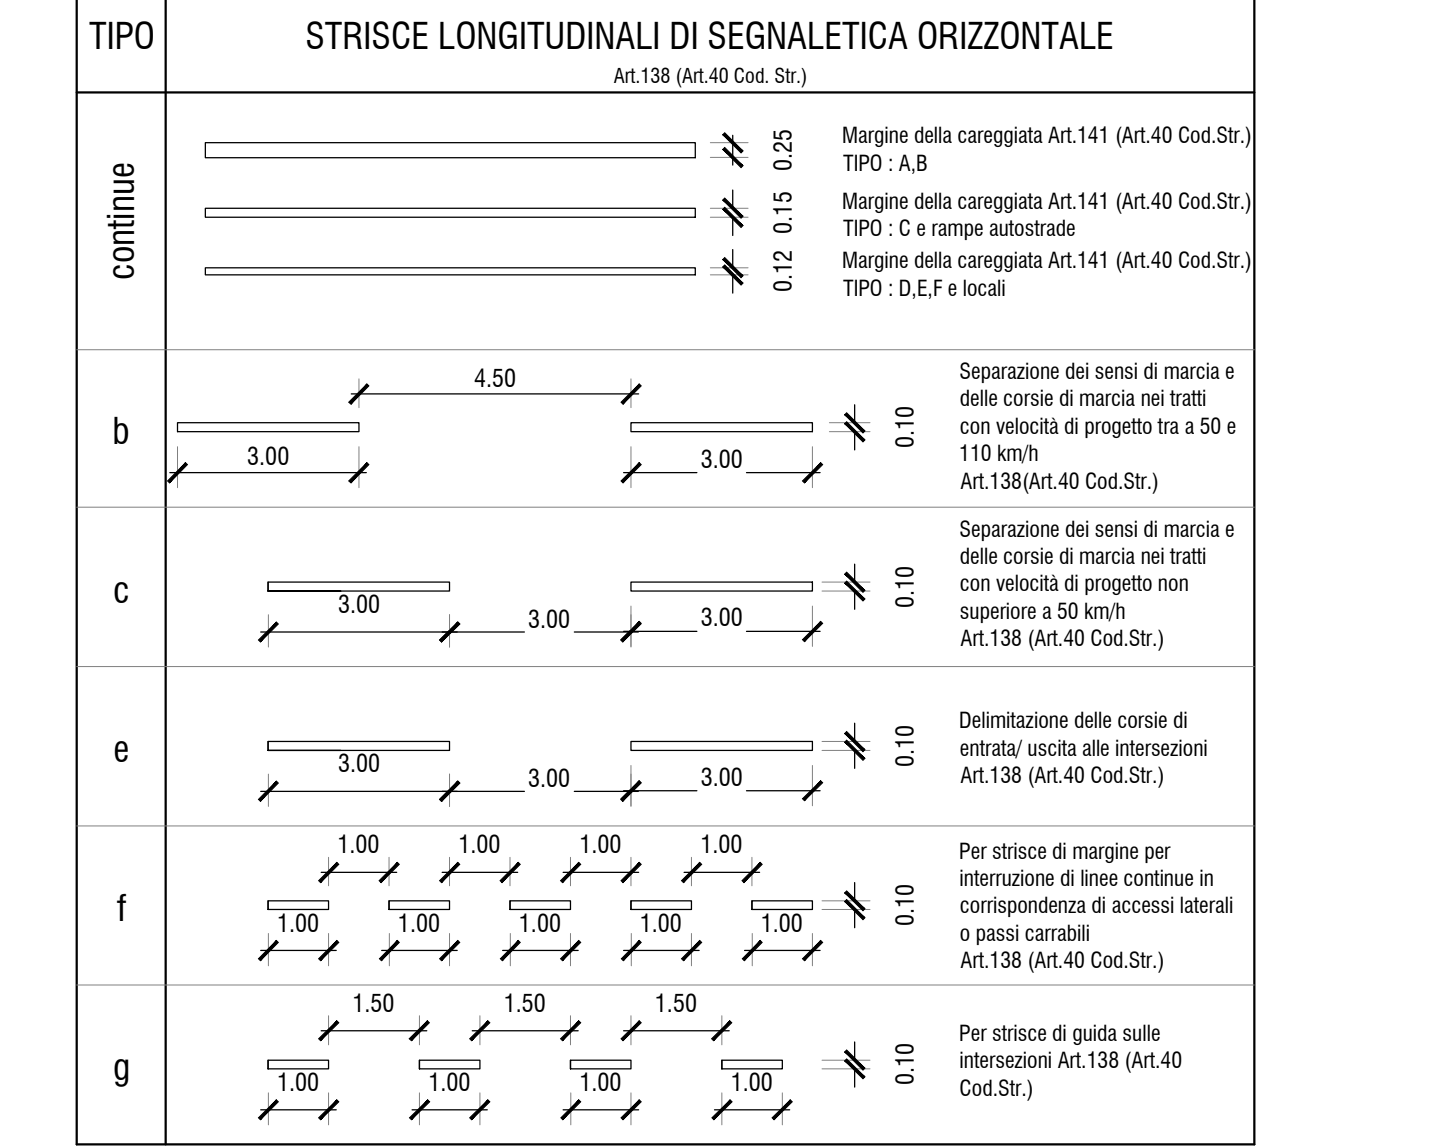 TIPO
STRISCE LONGITUDINALI DI SEGNALETICA ORIZZONTALE
Art.138 (Art.40 Cod. Str.)
continue
0.25
Margine della careggiata Art.141 (Art.40 Cod.Str.)
TIPO : A,B
0.15
Margine della careggiata Art.141 (Art.40 Cod.Str.)
TIPO : C e rampe autostrade
0.12
Margine della careggiata Art.141 (Art.40 Cod.Str.)
TIPO : D,E,F e locali
b
4.50
3.00
3.00
0.10
Separazione dei sensi di marcia e
delle corsie di marcia nei tratti
con velocità di progetto tra a 50 e
110 km/h
Art.138(Art.40 Cod.Str.)
c
3.00
3.00
3.00
0.10
Separazione dei sensi di marcia e
delle corsie di marcia nei tratti
con velocità di progetto non
superiore a 50 km/h
Art.138 (Art.40 Cod.Str.)
e
3.00
3.00
3.00
0.10
Delimitazione delle corsie di
entrata/ uscita alle intersezioni
Art.138 (Art.40 Cod.Str.)
f
1.00 1.00 1.00 1.00
1.00 1.00 1.00 1.00 1.00
0.10
Per strisce di margine per
interruzione di linee continue in
corrispondenza di accessi laterali
o passi carrabili
Art.138 (Art.40 Cod.Str.)
g
1.50 1.50 1.50
1.00 1.00 1.00 1.00
0.10
Per strisce di guida sulle
intersezioni Art.138 (Art.40
Cod.Str.)